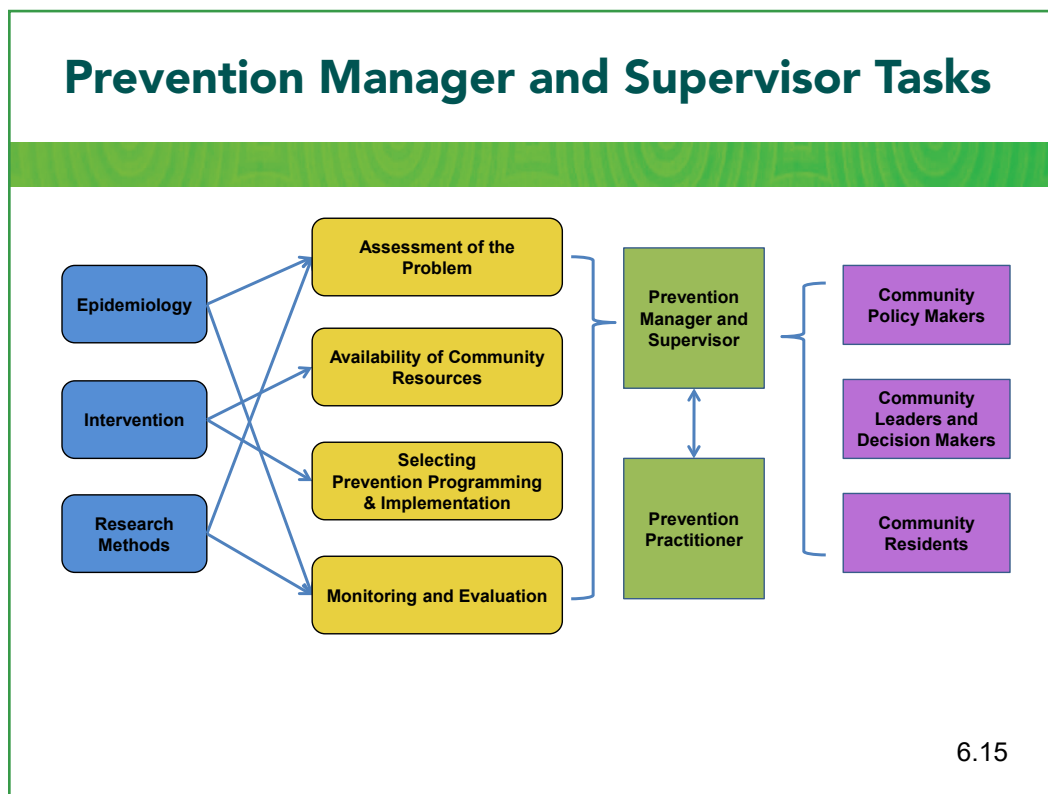 Prevention Manager and Supervisor Tasks
Epidemiology
Intervention
Research
Methods
Assessment of the
Problem
Availability of Community
Resources
Selecting
Prevention Programming
& Implementation
Monitoring and Evaluation
Prevention
Manager and
Supervisor
Prevention
Practitioner
Community
Policy Makers
Community
Leaders and
Decision Makers
Community
Residents
6.15